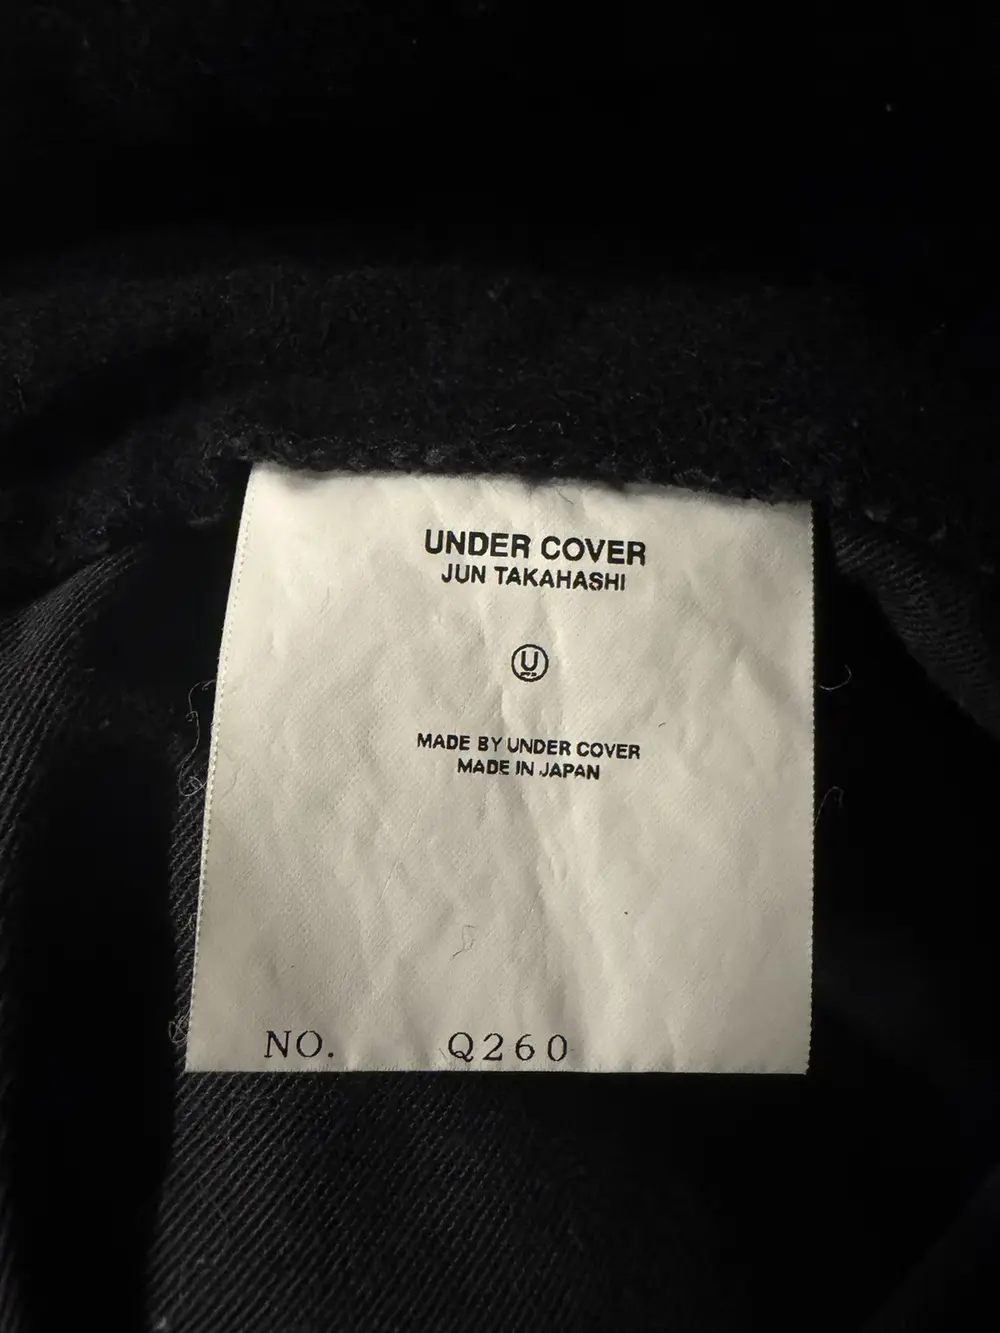 UNDER COVER
JUN TAKAHASHI
U
MADE BY UNDER COVER
MADE IN JAPAN
NO. Q260